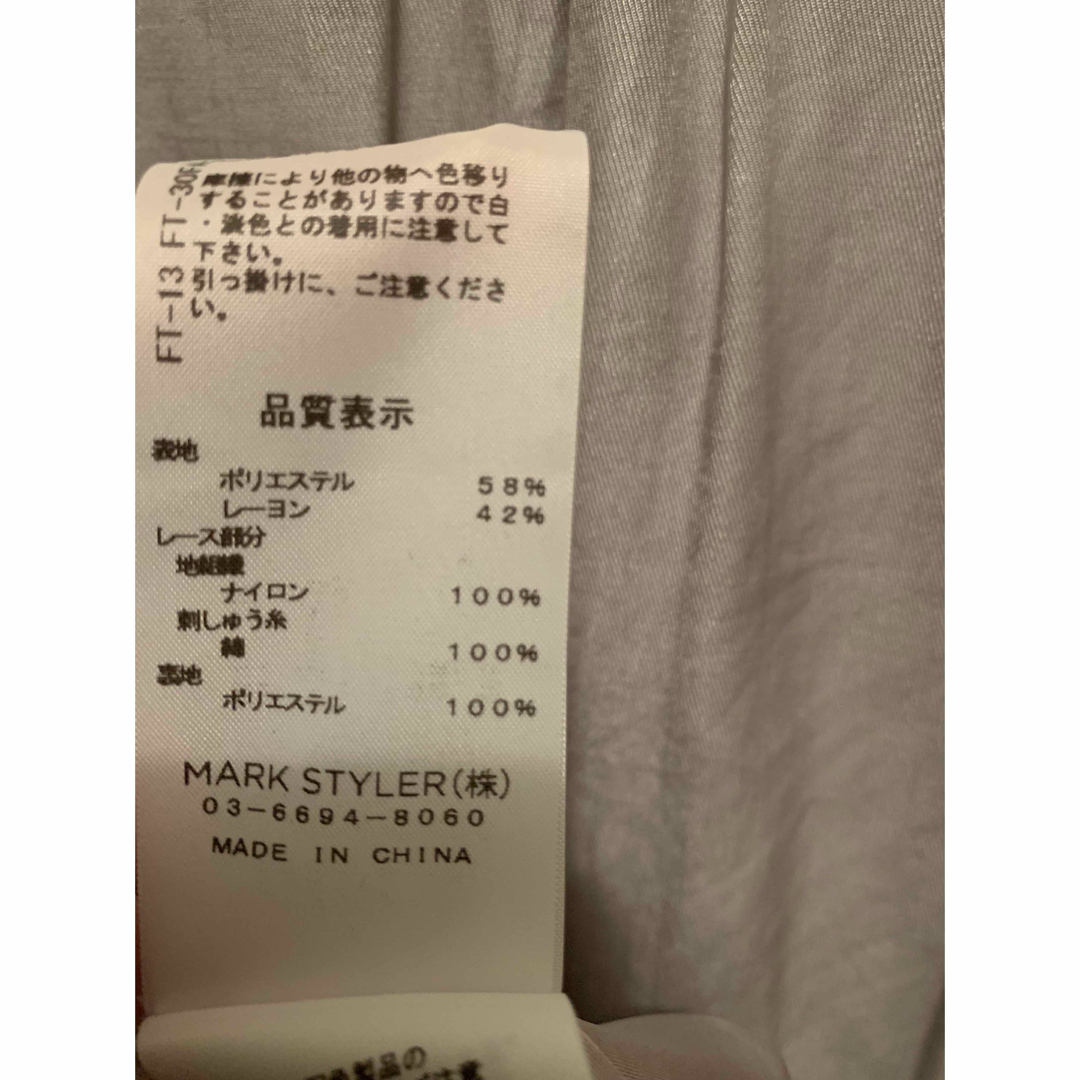 摩擦により他の物へ色移り
することがありますので白
・淡色との着用に注意して
下さい。
引っ掛けに、ご注意くださ
い。
FT-13 FT-30
品質表示
表地
ポリエステル 58%
レーヨン 42%
レース部分
地組織
ナイロン 100%
刺しゅう糸
綿 100%
裏地
ポリエステル 100%
MARK STYLER(株)
03-6694-8060
MADE IN CHINA
製品の
注意